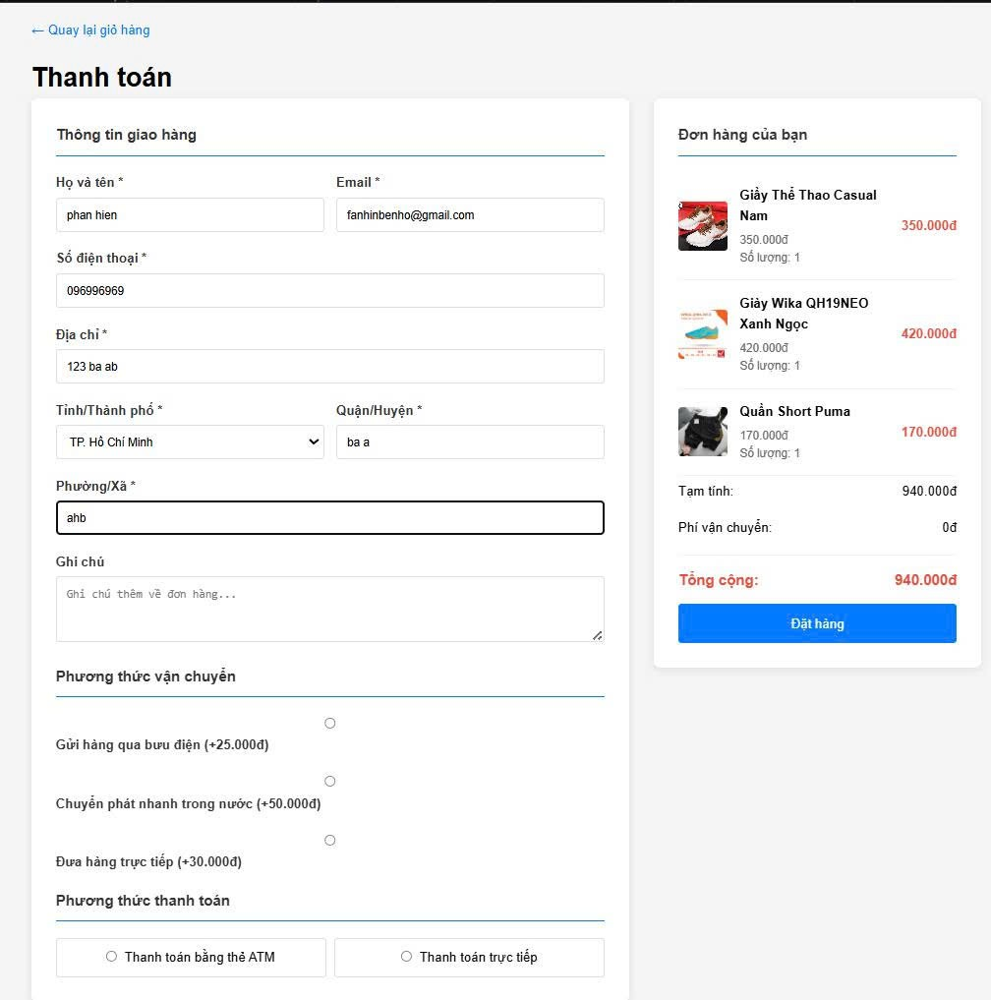 ← Quay lại giỏ hàng
Thanh toán
Thông tin giao hàng
Họ và tên *
Email *
phan hien
fanhinbenho@gmail.com
Số điện thoại *
096996969
Địa chỉ *
123 ba ab
Tỉnh/Thành phố *
Quận/Huyện *
TP. Hồ Chí Minh
ba a
Phường/Xã *
ahb
Ghi chú
Ghi chú thêm về đơn hàng...
Phương thức vận chuyển
Gửi hàng qua bưu điện (+25.000đ)
Chuyển phát nhanh trong nước (+50.000đ)
Đưa hàng trực tiếp (+30.000đ)
Phương thức thanh toán
Thanh toán bằng thẻ ATM
Thanh toán trực tiếp
Đơn hàng của bạn
Giầy Thể Thao Casual
Nam
350.000đ
350.000đ
Số lượng: 1
Giày Wika QH19NEO
Xanh Ngọc
420.000đ
420.000đ
Số lượng: 1
Quần Short Puma
170.000đ
170.000đ
Số lượng: 1
Tạm tính:
940.000đ
Phí vận chuyển:
0đ
Tổng cộng:
940.000đ
Đặt hàng